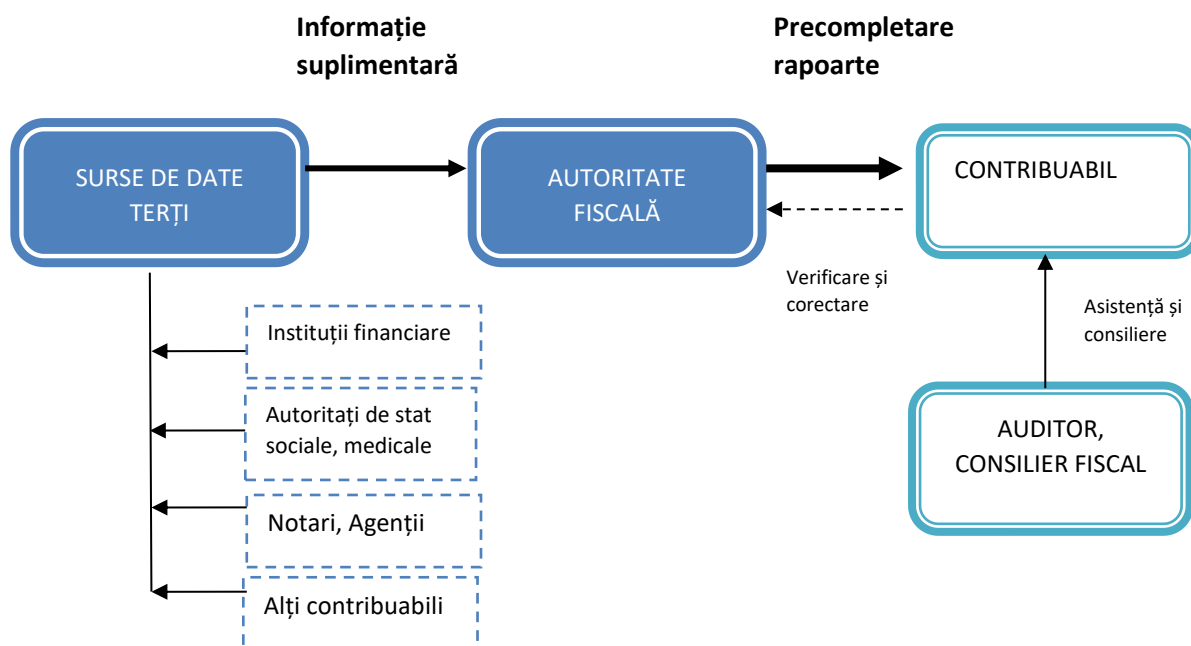 Informație
suplimentară
Precompletare
rapoarte
SURSE DE DATE
TERȚI
AUTORITATE
FISCALĂ
CONTRIBUABIL
Verificare și
corectare
Asistență și
consiliere
Instituții financiare
Autoritați de stat
sociale, medicale
AUDITOR,
CONSILIER FISCAL
Notari, Agenții
Alți contribuabili